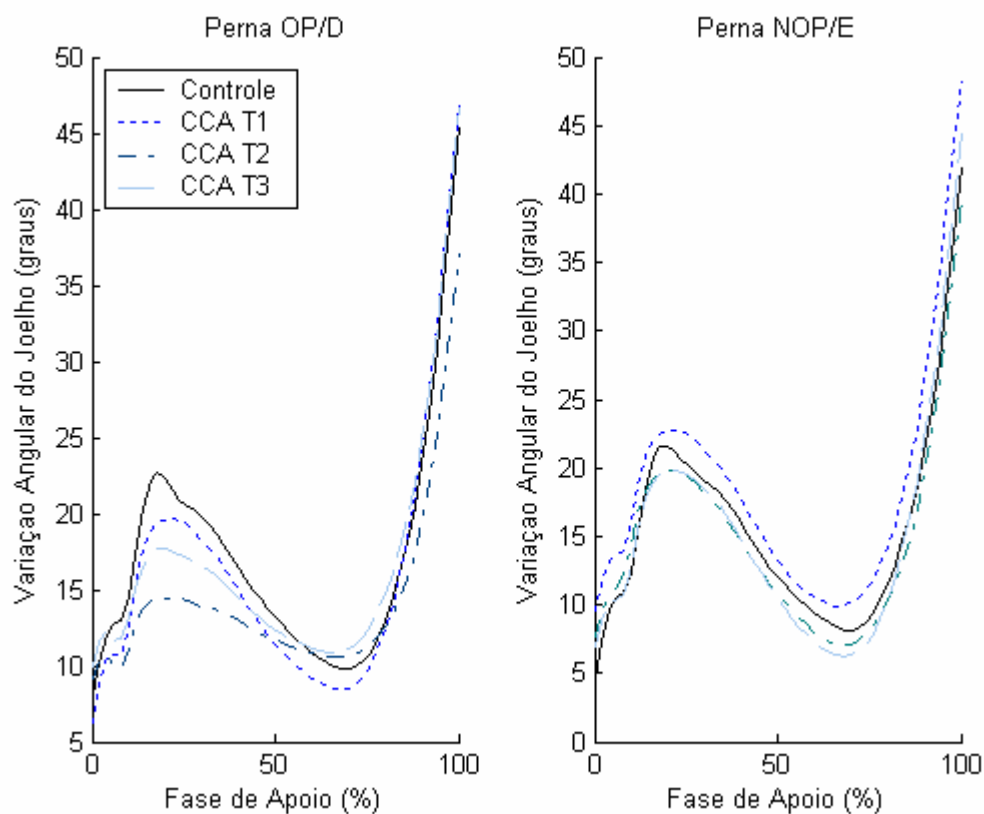 Perna OP/D
50
45
40
35
30
25
20
15
10
5
0
50
100
Variaçao Angular do Joelho (graus)
Fase de Apoio (%)
Controle
CCA T1
CCA T2
CCA T3
Perna NOP/E
50
45
40
35
30
25
20
15
10
5
0
0
50
100
Variaçao Angular do Joelho (graus)
Fase de Apoio (%)